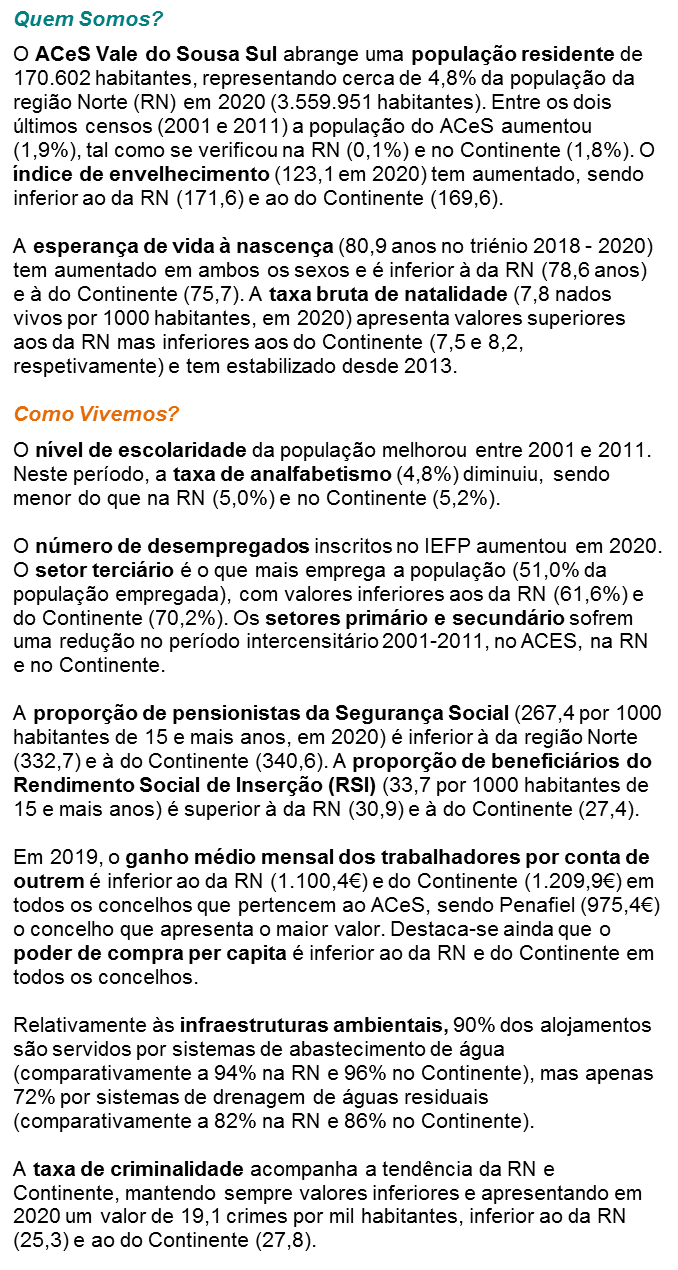 Quem Somos?
O ACeS Vale do Sousa Sul abrange uma população residente de
170.602 habitantes, representando cerca de 4,8% da população da
região Norte (RN) em 2020 (3.559.951 habitantes). Entre os dois
últimos censos (2001 e 2011) a população do ACeS aumentou
(1,9%), tal como se verificou na RN (0,1%) e no Continente (1,8%). O
índice de envelhecimento (123,1 em 2020) tem aumentado, sendo
inferior ao da RN (171,6) e ao do Continente (169,6).
A esperança de vida à nascença (80,9 anos no triénio 2018 - 2020)
tem aumentado em ambos os sexos e é inferior à da RN (78,6 anos)
e à do Continente (75,7). A taxa bruta de natalidade (7,8 nados
vivos por 1000 habitantes, em 2020) apresenta valores superiores
aos da RN mas inferiores aos do Continente (7,5 e 8,2,
respetivamente) e tem estabilizado desde 2013.
Como Vivemos?
O nível de escolaridade da população melhorou entre 2001 e 2011.
Neste período, a taxa de analfabetismo (4,8%) diminuiu, sendo
menor do que na RN (5,0%) e no Continente (5,2%).
O número de desempregados inscritos no IEFP aumentou em 2020.
O setor terciário é o que mais emprega a população (51,0% da
população empregada), com valores inferiores aos da RN (61,6%) e
do Continente (70,2%). Os setores primário e secundário sofrem
uma redução no período intercensitário 2001-2011, no ACES, na RN
e no Continente.
A proporção de pensionistas da Segurança Social (267,4 por 1000
habitantes de 15 e mais anos, em 2020) é inferior à da região Norte
(332,7) e à do Continente (340,6). A proporção de beneficiários do
Rendimento Social de Inserção (RSI) (33,7 por 1000 habitantes de
15 e mais anos) é superior à da RN (30,9) e à do Continente (27,4).
Em 2019, o ganho médio mensal dos trabalhadores por conta de
outrem é inferior ao da RN (1.100,4€) e do Continente (1.209,9€) em
todos os concelhos que pertencem ao ACeS, sendo Penafiel (975,4€)
o concelho que apresenta o maior valor. Destaca-se ainda que o
poder de compra per capita é inferior ao da RN e do Continente em
todos os concelhos.
Relativamente às infraestruturas ambientais, 90% dos alojamentos
são servidos por sistemas de abastecimento de água
(comparativamente a 94% na RN e 96% no Continente), mas apenas
72% por sistemas de drenagem de águas residuais
(comparativamente a 82% na RN e 86% no Continente).
A taxa de criminalidade acompanha a tendência da RN e
Continente, mantendo sempre valores inferiores e apresentando em
2020 um valor de 19,1 crimes por mil habitantes, inferior ao da RN
(25,3) e ao do Continente (27,8).